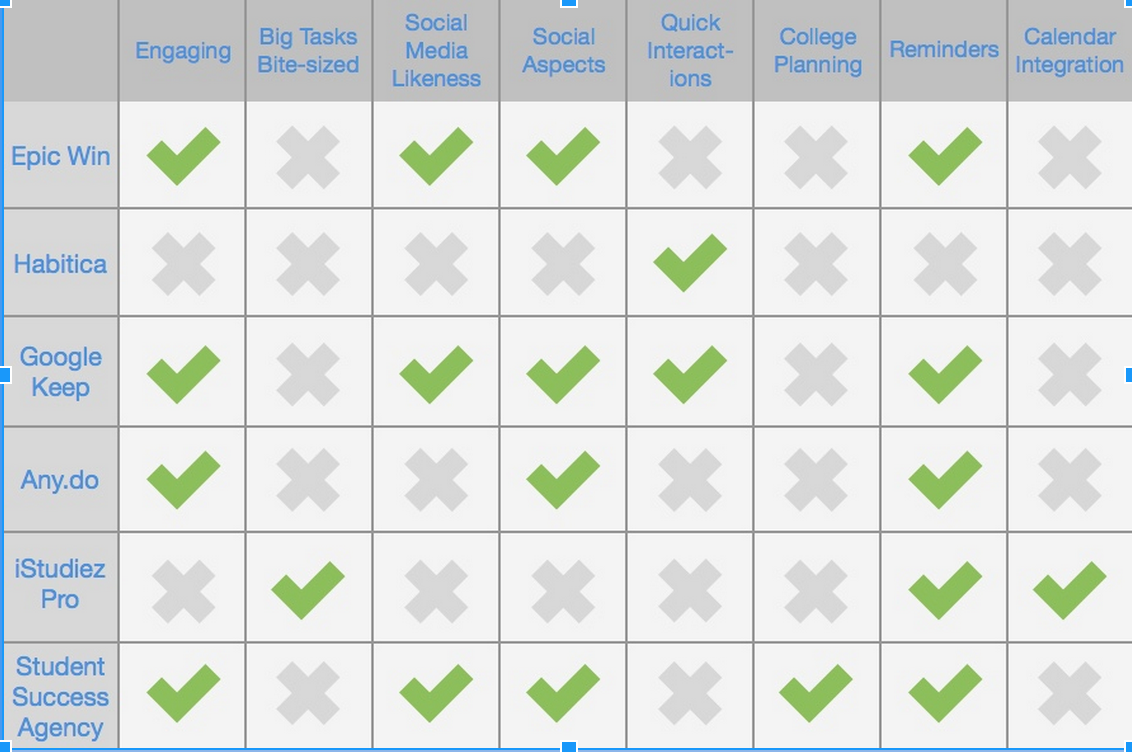 Engaging
Big Tasks
Bite-sized
Social
Media
Likeness
Social
Aspects
Quick
Interact-
ions
College
Planning
Reminders
Calendar
Integration
Epic Win
Habitica
Google
Keep
Any.do
iStudiez
Pro
Student
Success
Agency